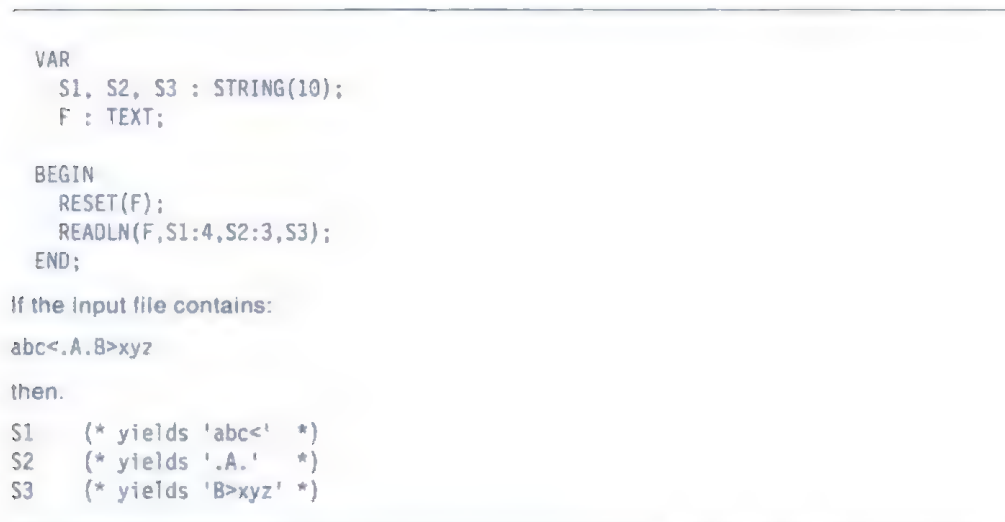 VAR
S1, S2, S3 : STRING(10);
F : TEXT;
BEGIN
RESET(F);
READLN(F,S1:4,S2:3,S3);
END;
If the input file contains:
abc<.A.B>xyz
then.
S1 (* yields 'abc<' *)
S2 (* yields '.A.' *)
S3 (* yields 'B>xyz' *)